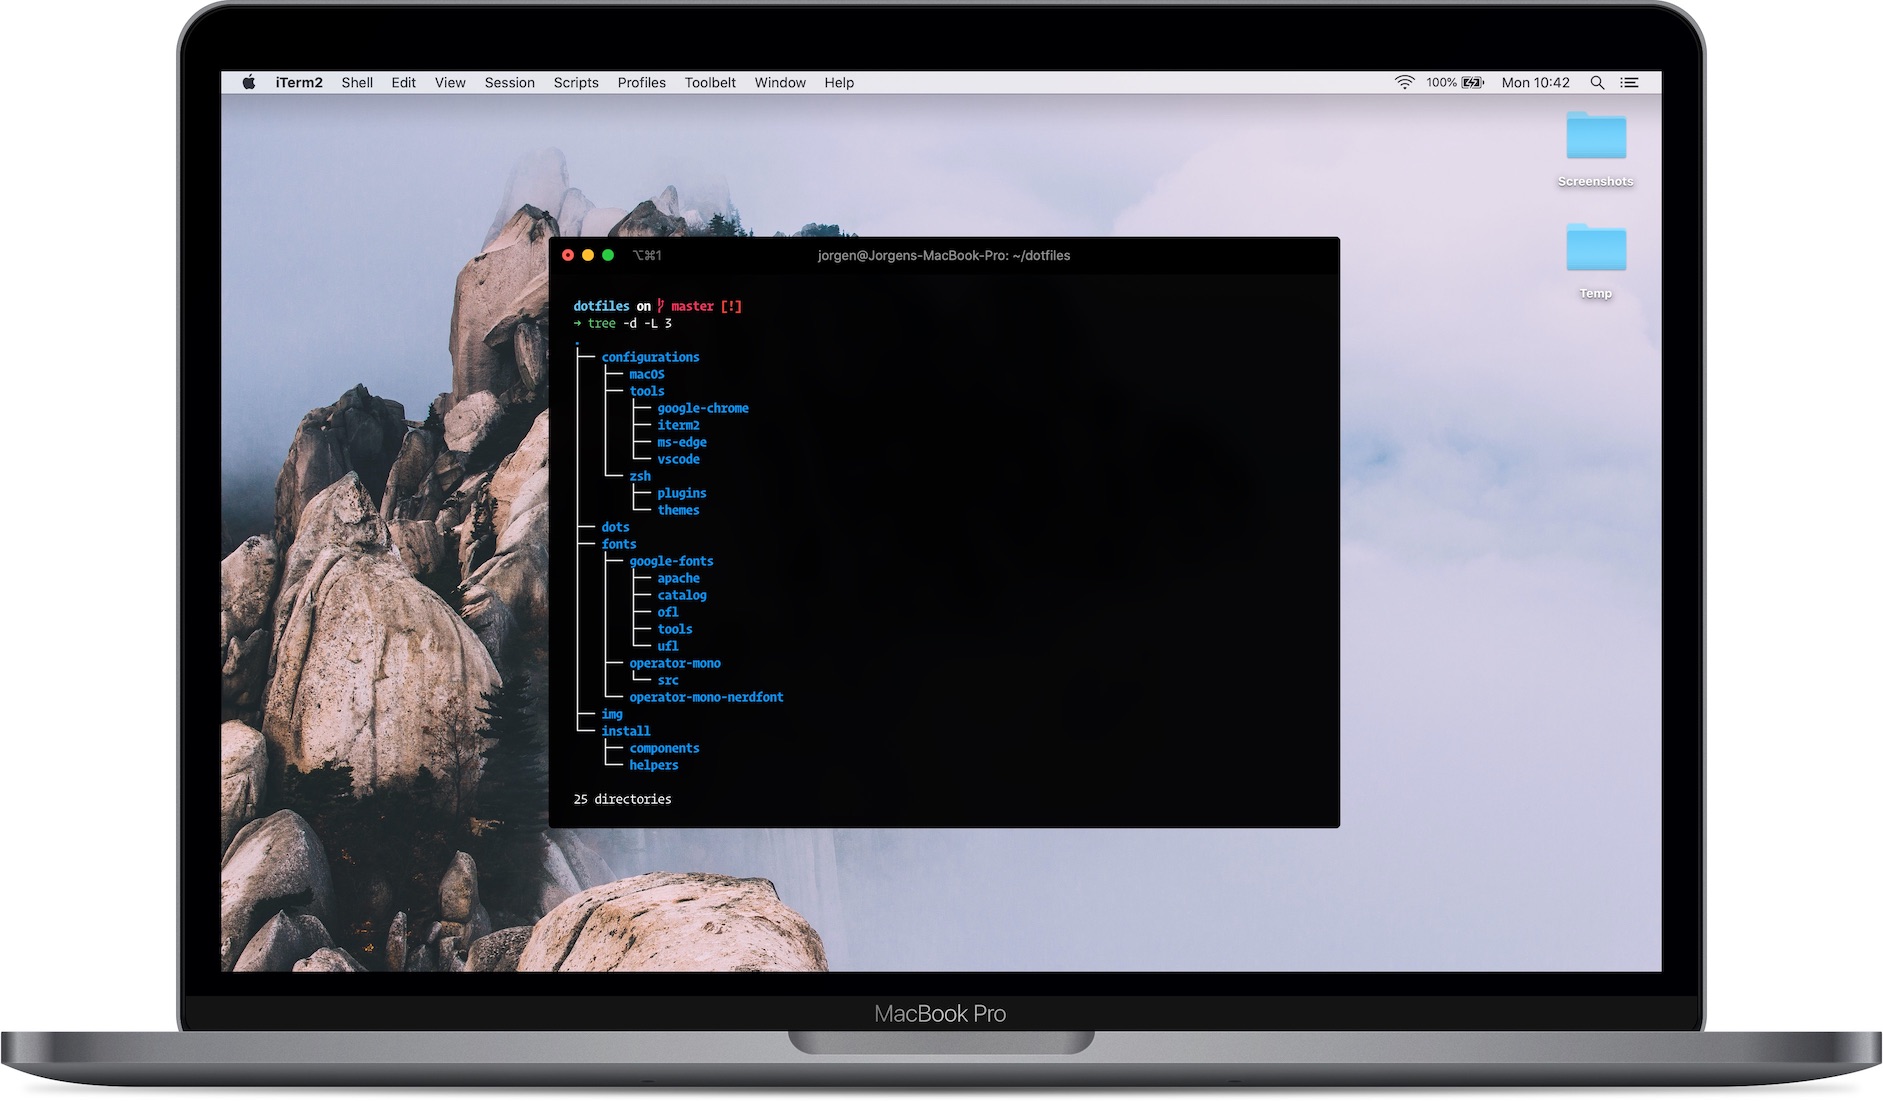 iTerm2 Shell Edit View Session Scripts Profiles Toolbelt Window Help 100% Mon 10:42
Screenshots
Temp
⌥⌘1 jorgen@Jorgens-MacBook-Pro: ~/dotfiles
dotfiles on master [!]
→ tree -d -L 3
.
├── configurations
│   ├── macOS
│   ├── tools
│   │   ├── google-chrome
│   │   ├── iterm2
│   │   ├── ms-edge
│   │   └── vscode
│   └── zsh
│       ├── plugins
│       └── themes
├── dots
├── fonts
│   ├── google-fonts
│   │   ├── apache
│   │   ├── catalog
│   │   ├── ofl
│   │   ├── tools
│   │   └── ufl
│   ├── operator-mono
│   │   └── src
│   └── operator-mono-nerdfont
├── img
└── install
    ├── components
    └── helpers
25 directories
MacBook Pro